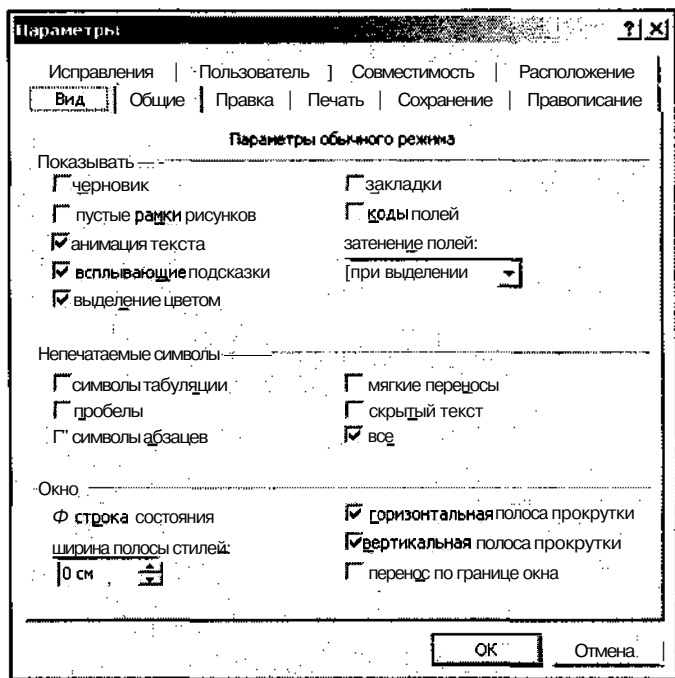 Параметры ? ×
Исправления | Пользователь ] Совместимость | Расположение
Вид | Общие | Правка | Печать | Сохранение | Правописание
Параметры обычного режима
Показывать
черновик
пустые рамки рисунков
анимация текста
всплывающие подсказки
выделение цветом
закладки
коды полей
затенение полей:
[при выделении
Непечатаемые символы
символы табуляции
пробелы
Г" символы абзацев
мягкие переносы
скрытый текст
все
Окно
Ф строка состояния
ширина полосы стилей:
0 см
горизонтальная полоса прокрутки
вертикальная полоса прокрутки
перенос по границе окна
ОК Отмена